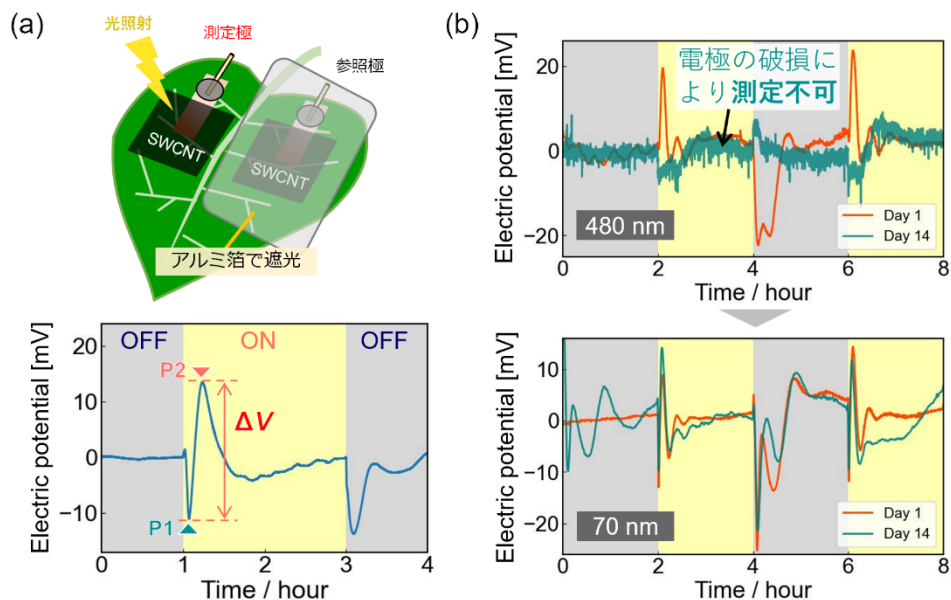 (a)
光照射
測定極
参照極
SWCNT
SWCNT
アルミ箔で遮光
Electric potential [mV]
10
0
−10
OFF
ON
OFF
P2
ΔV
P1
0
1
2
3
4
Time / hour
(b)
Electric potential [mV]
20
0
−20
電極の破損に
より測定不可
480 nm
Day 1
Day 14
0
2
4
6
8
Time / hour
Electric potential [mV]
10
0
−10
−20
70 nm
Day 1
Day 14
0
2
4
6
8
Time / hour